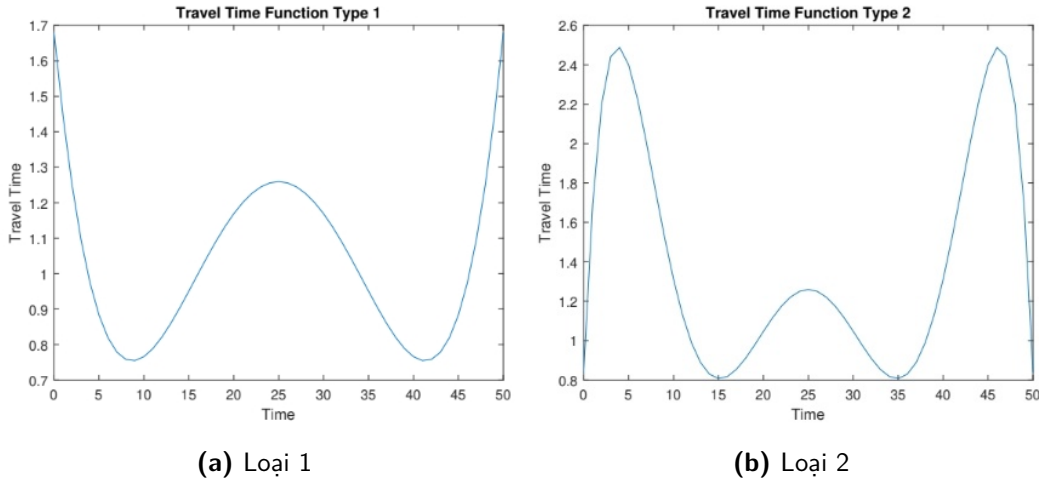 Travel Time Function Type 1
1.7
1.6
1.5
1.4
1.3
1.2
1.1
1
0.9
0.8
0.7
Travel Time
0 5 10 15 20 25 30 35 40 45 50
Time
(a) Loại 1
Travel Time Function Type 2
2.6
2.4
2.2
2
1.8
1.6
1.4
1.2
1
0.8
Travel Time
0 5 10 15 20 25 30 35 40 45 50
Time
(b) Loại 2